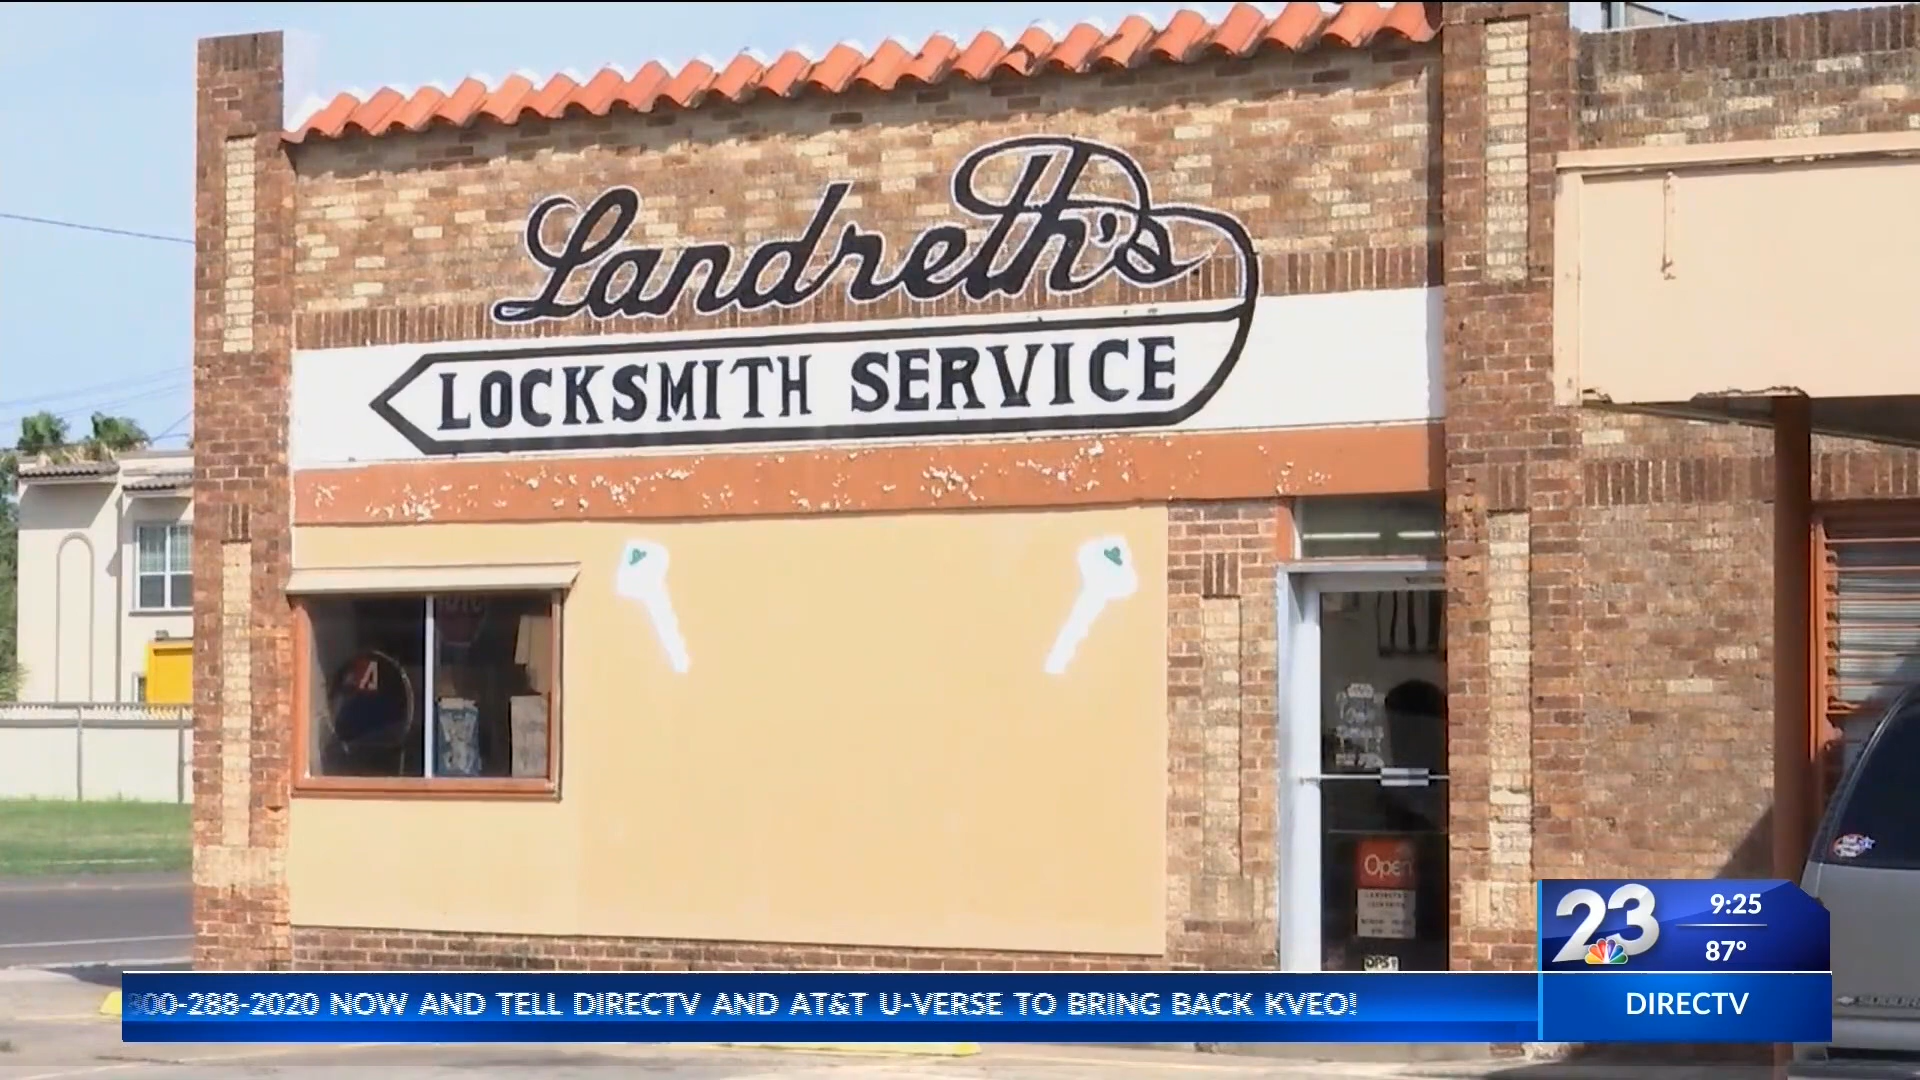 Landreth's
LOCKSMITH SERVICE
Open
23
9:25
87°
00-288-2020 NOW AND TELL DIRECTV AND AT&T U-VERSE TO BRING BACK KVEO!
DIRECTV